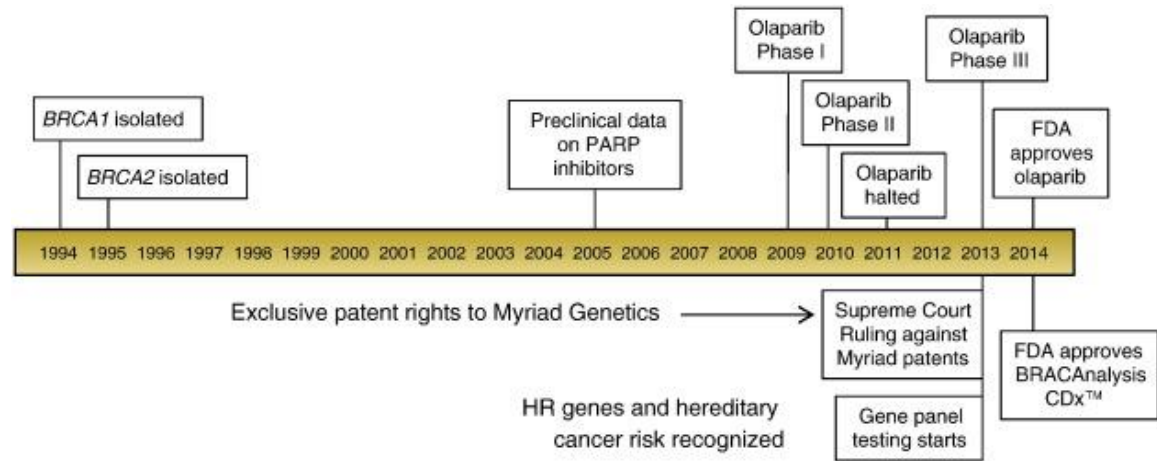 Olaparib
Phase I
Olaparib
Phase III
Olaparib
Phase II
BRCA1 isolated
Preclinical data
on PARP
inhibitors
FDA
approves
olaparib
BRCA2 isolated
Olaparib
halted
1994 1995 1996 1997 1998 1999 2000 2001 2002 2003 2004 2005 2006 2007 2008 2009 2010 2011 2012 2013 2014
Exclusive patent rights to Myriad Genetics
Supreme Court
Ruling against
Myriad patents
FDA approves
BRACAnalysis
CDx™
HR genes and hereditary
cancer risk recognized
Gene panel
testing starts